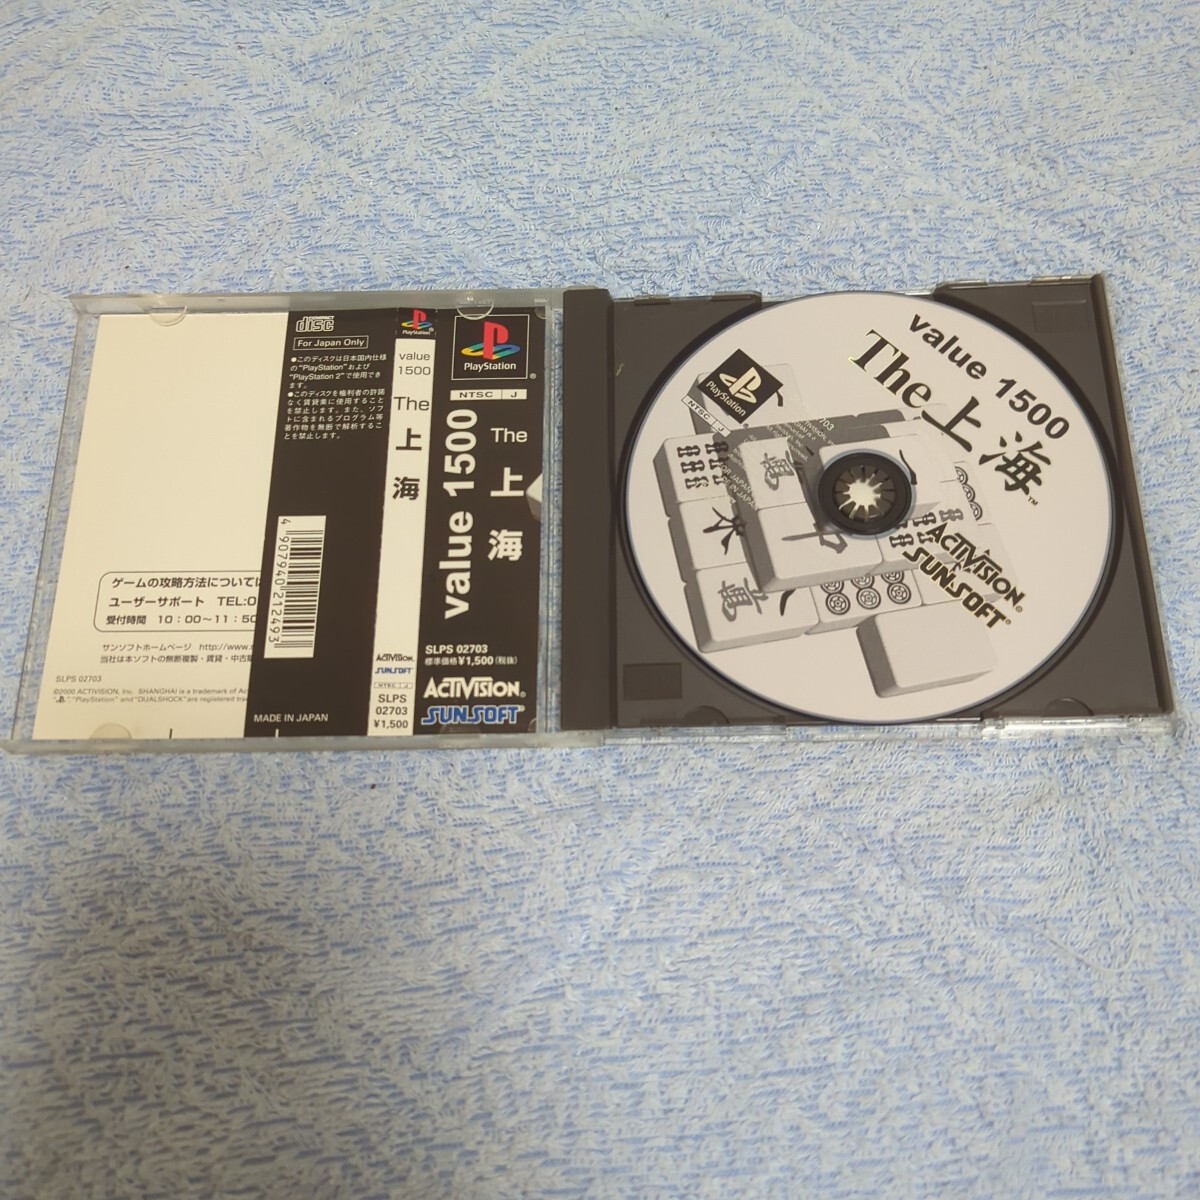 ゲームの攻略方法については
ユーザーサポート TEL:0
受付時間 10:00〜11:50
サンソフトホームページ http://www.
当社は本ソフトの無断複製・賃貸・中古
SLPS 02703
©2000 ACTIVISION, Inc. SHANGHAI is a trademark of
"PlayStation" and "DUALSHOCK" are registered
COMPACT
disc
For Japan Only
●このディスクは日本国内仕様
の"PlayStation"および
"PlayStation 2"で使用でき
ます。
●このディスクを権利者の許諾
なく賃貸業に使用すること
を禁止します。また、ソフ
トに含まれるプログラム等
著作物を無断で解析するこ
とを禁止します。
4907940212493
MADE IN JAPAN
PlayStation
value
1500
The
上
海
ACTIVISION
SUNSOFT
NTSC J
SLPS
02703
¥1,500
PlayStation
®
NTSC J
The
上
海
value 1500
SLPS 02703
標準価格¥1,500(税抜)
ACTIVISION®
SUNSOFT®
value 1500
The上海™
PlayStation
NTSC J
萬
中
萬
ACTIVISION®
SUNSOFT®